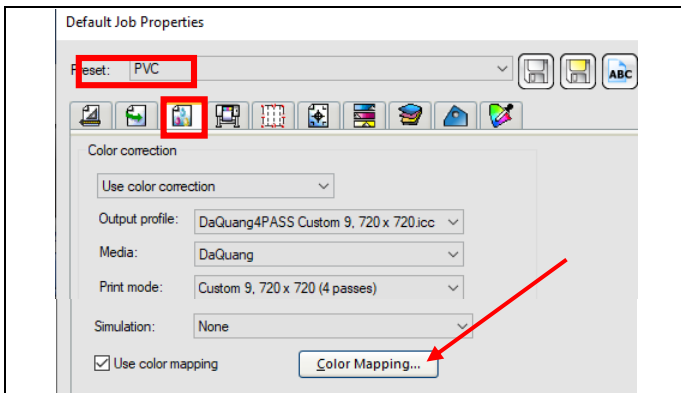 Default Job Properties
Preset: PVC
ABC
Color correction
Use color correction
Output profile: DaQuang4PASS Custom 9, 720 x 720.icc
Media: DaQuang
Print mode: Custom 9, 720 x 720 (4 passes)
Simulation: None
Use color mapping Color Mapping...